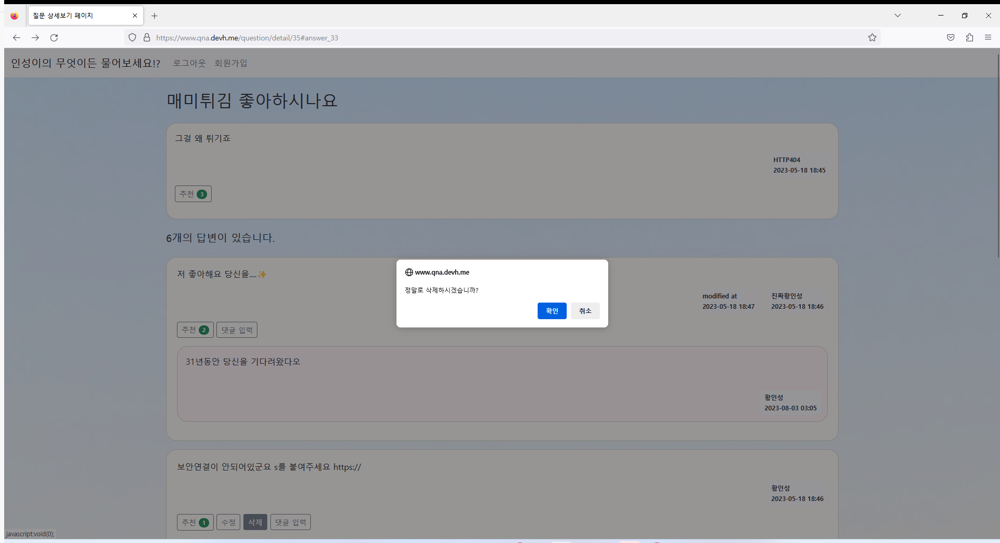 질문 상세보기 페이지
https://www.qna.devh.me/question/detail/35#answer_33
인성이의 무엇이든 물어보세요!? 로그아웃 회원가입
매미튀김 좋아하시나요
그걸 왜 튀기죠
HTTP404
2023-05-18 18:45
추천 3
6개의 답변이 있습니다.
저 좋아해요 당신을....✨
www.qna.devh.me
정말로 삭제하시겠습니까?
확인 취소
modified at
2023-05-18 18:47
진짜황인성
2023-05-18 18:46
추천 2 댓글 입력
31년동안 당신을 기다려왔다오
황인성
2023-08-03 03:05
보안연결이 안되어있군요 s를 붙여주세요 https://
황인성
2023-05-18 18:46
추천 1 수정 삭제 댓글 입력
javascript:void(0);